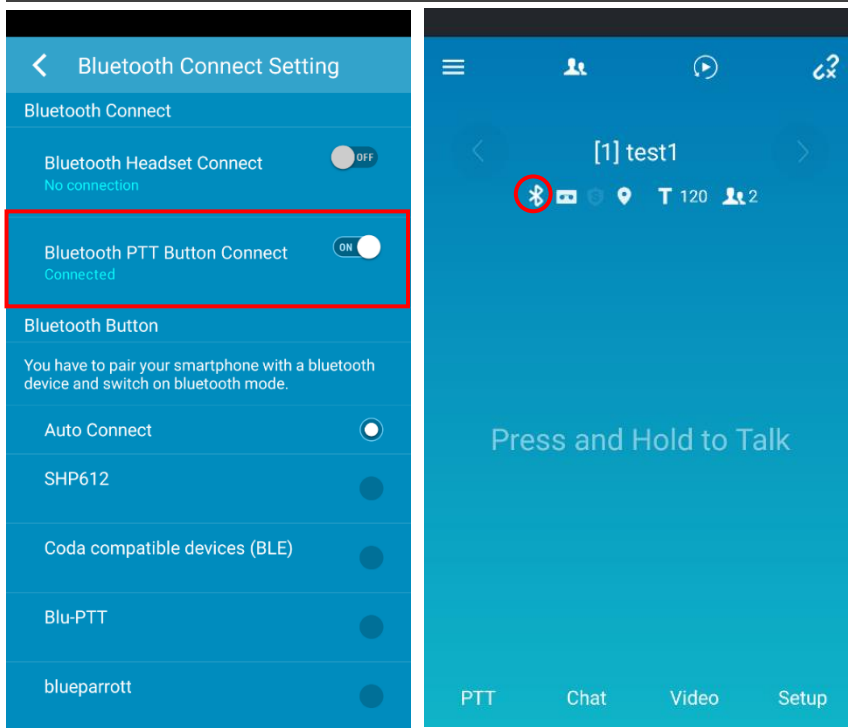 Bluetooth Connect Setting
Bluetooth Connect
Bluetooth Headset Connect
OFF
No connection
Bluetooth PTT Button Connect
ON
Connected
Bluetooth Button
You have to pair your smartphone with a bluetooth
device and switch on bluetooth mode.
Auto Connect
SHP612
Coda compatible devices (BLE)
Blu-PTT
blueparrott
[1] test1
T 120 2
Press and Hold to Talk
PTT Chat Video Setup